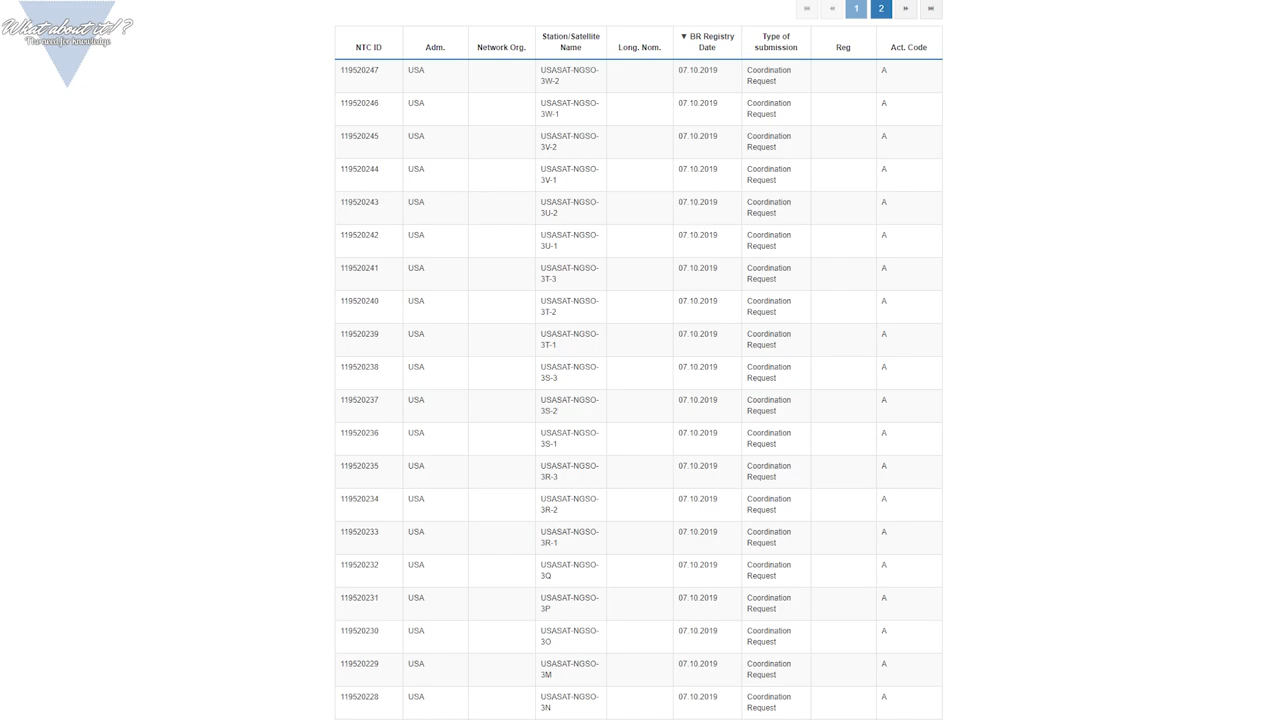 What about it!?
The need for knowledge
1 2
NTC ID Adm. Network Org. Station/Satellite Name Long. Nom. ▼ BR Registry Date Type of submission Reg Act. Code
119520247 USA USASAT-NGSO- 07.10.2019 Coordination A
3W-2 Request
119520246 USA USASAT-NGSO- 07.10.2019 Coordination A
3W-1 Request
119520245 USA USASAT-NGSO- 07.10.2019 Coordination A
3V-2 Request
119520244 USA USASAT-NGSO- 07.10.2019 Coordination A
3V-1 Request
119520243 USA USASAT-NGSO- 07.10.2019 Coordination A
3U-2 Request
119520242 USA USASAT-NGSO- 07.10.2019 Coordination A
3U-1 Request
119520241 USA USASAT-NGSO- 07.10.2019 Coordination A
3T-3 Request
119520240 USA USASAT-NGSO- 07.10.2019 Coordination A
3T-2 Request
119520239 USA USASAT-NGSO- 07.10.2019 Coordination A
3T-1 Request
119520238 USA USASAT-NGSO- 07.10.2019 Coordination A
3S-3 Request
119520237 USA USASAT-NGSO- 07.10.2019 Coordination A
3S-2 Request
119520236 USA USASAT-NGSO- 07.10.2019 Coordination A
3S-1 Request
119520235 USA USASAT-NGSO- 07.10.2019 Coordination A
3R-3 Request
119520234 USA USASAT-NGSO- 07.10.2019 Coordination A
3R-2 Request
119520233 USA USASAT-NGSO- 07.10.2019 Coordination A
3R-1 Request
119520232 USA USASAT-NGSO- 07.10.2019 Coordination A
3Q Request
119520231 USA USASAT-NGSO- 07.10.2019 Coordination A
3P Request
119520230 USA USASAT-NGSO- 07.10.2019 Coordination A
3O Request
119520229 USA USASAT-NGSO- 07.10.2019 Coordination A
3M Request
119520228 USA USASAT-NGSO- 07.10.2019 Coordination A
3N Request